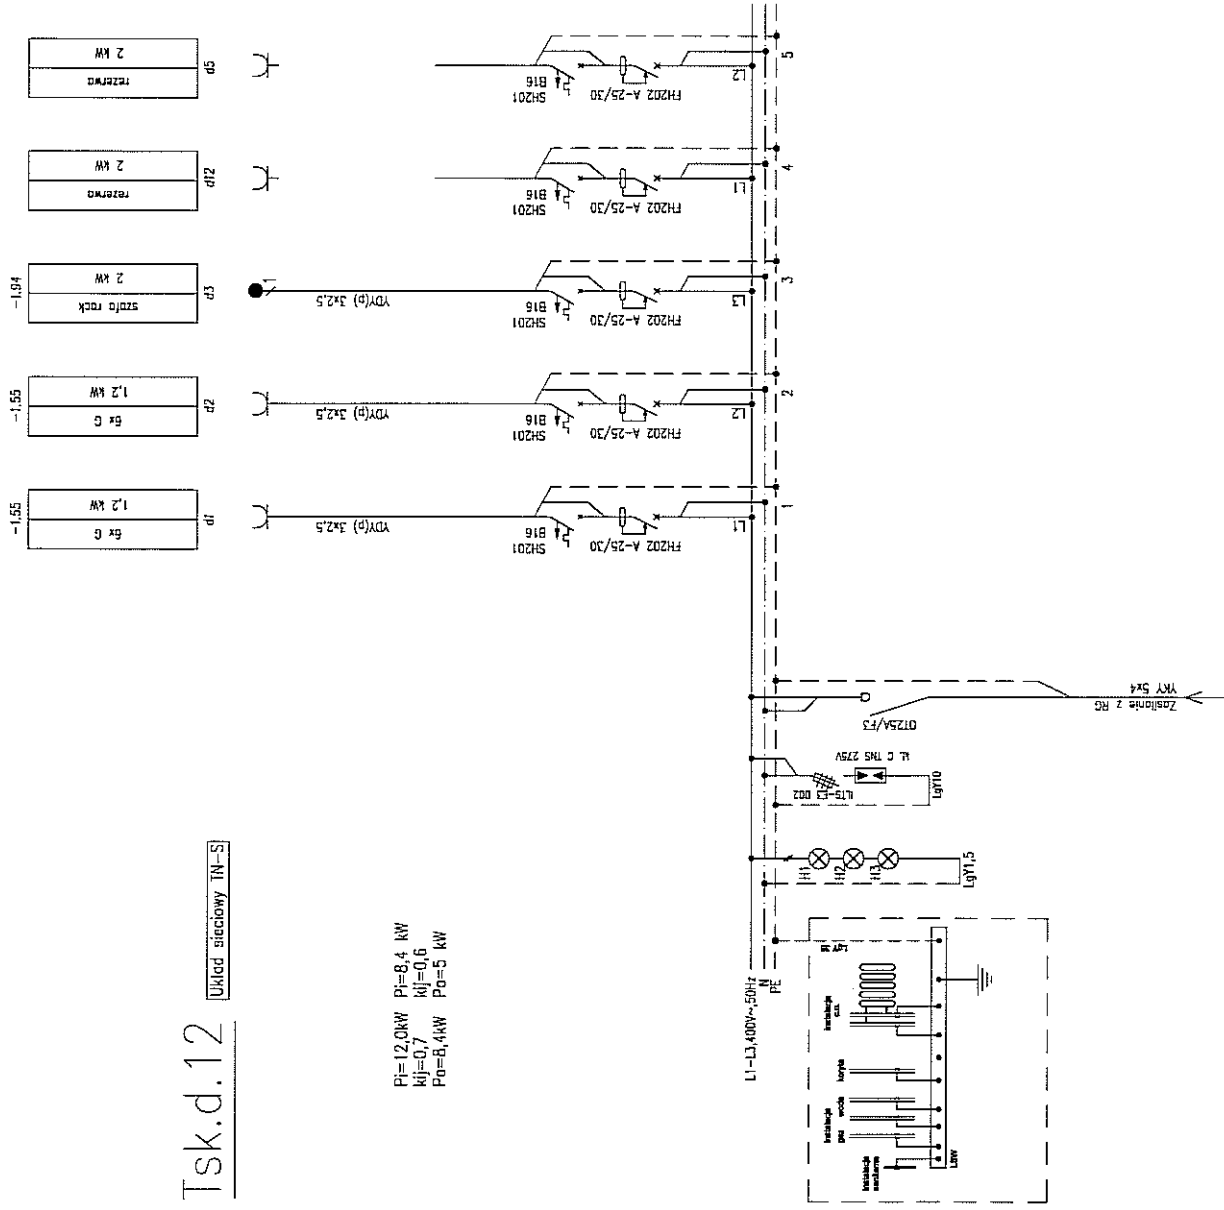 Tsk.d.12
Układ sieciowy TN-S
Pi=12,0kW Pi=8,4 kW
kij=0,7 kij=0,6
Po=8,4kW Po=5 kW
-1.55
6x G
1,2 kW
d1
YDY(p) 3x2,5
SH201
B16
FH202 A-25/30
L1
1
-1.55
6x G
1,2 kW
d2
YDY(p) 3x2,5
SH201
B16
FH202 A-25/30
L2
2
-1.94
szafa rack
2 kW
d3
1
YDY(p) 3x2,5
SH201
B16
FH202 A-25/30
L3
3
rezerwa
2 kW
d12
SH201
B16
FH202 A-25/30
L1
4
rezerwa
2 kW
d5
SH201
B16
FH202 A-25/30
L2
5
L1-L3,400V~,50Hz
N
PE
H1
H2
H3
LgY1,5
ILTS-E3 D02
kl. C TNS 275V
LgY10
OT25A/F3
Zasilanie z RG
YKY 5x4
Instalacja
sanitarna
Instalacja
gaz woda
koryta
Instalacja
c.o.
LSW